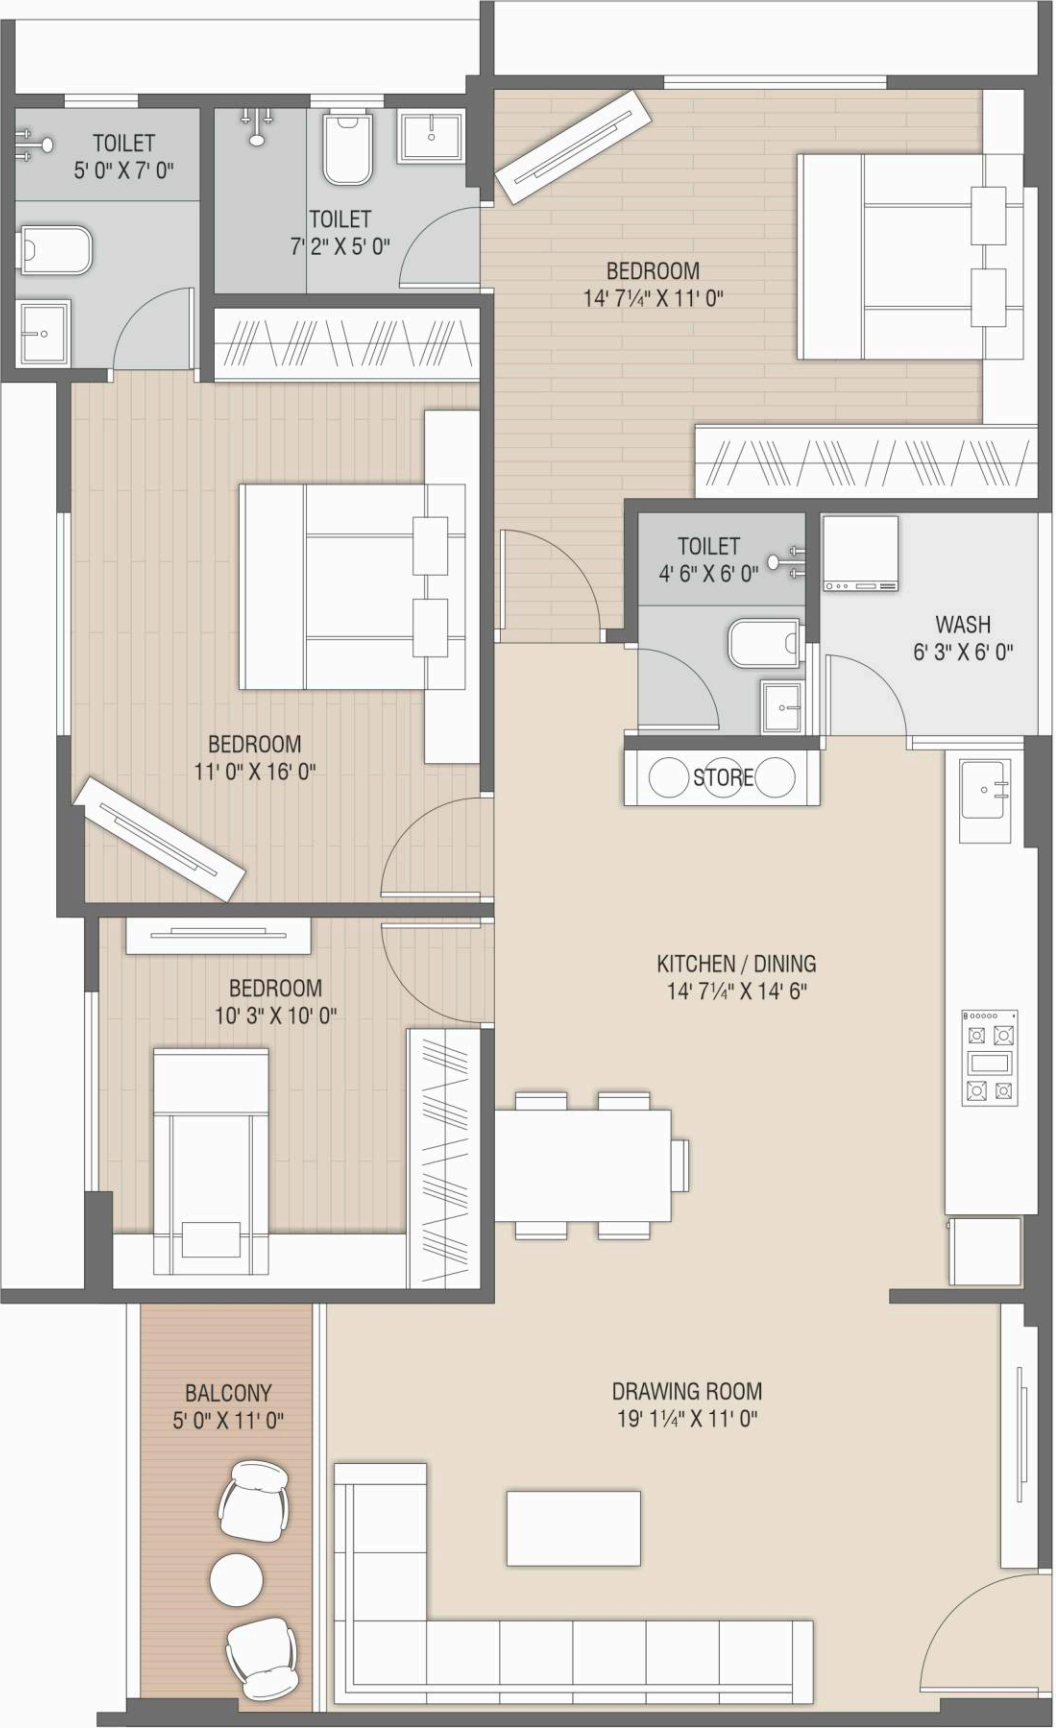 TOILET
5' 0" X 7' 0"
TOILET
7' 2" X 5' 0"
BEDROOM
14' 7¼" X 11' 0"
TOILET
4' 6" X 6' 0"
WASH
6' 3" X 6' 0"
BEDROOM
11' 0" X 16' 0"
STORE
KITCHEN / DINING
14' 7¼" X 14' 6"
BEDROOM
10' 3" X 10' 0"
BALCONY
5' 0" X 11' 0"
DRAWING ROOM
19' 1¼" X 11' 0"